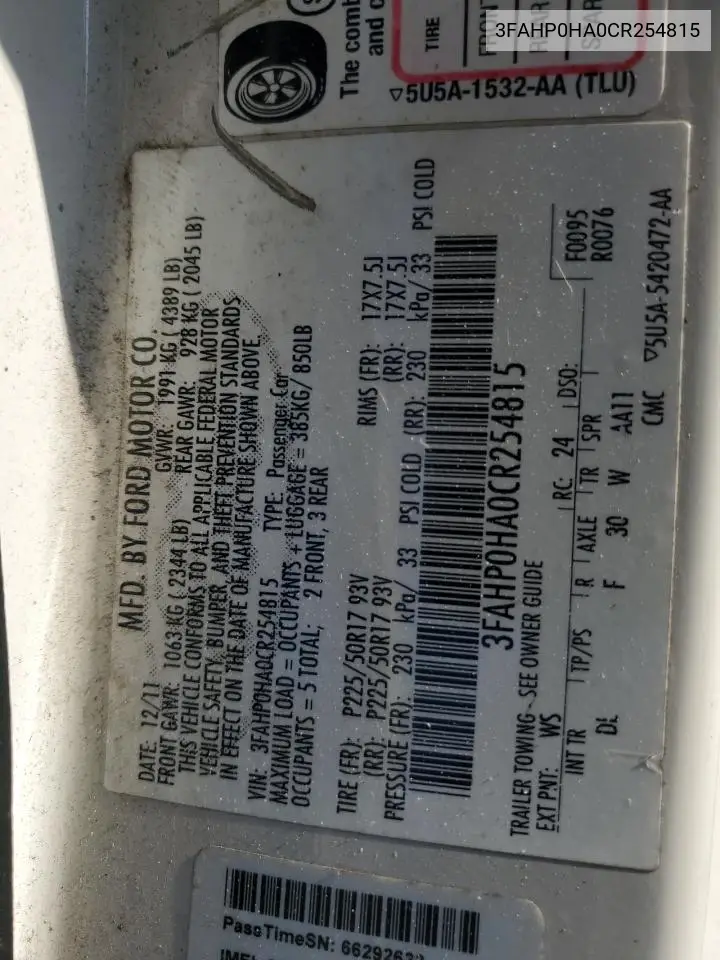 3FAHP0HA0CR254815
The comb
and c
TIRE
FRONT
REAR
SPAR
▽5U5A-1532-AA (TLU)
MFD. BY FORD MOTOR CO.
DATE: 12/11 GVWR: 1991 KG ( 4389 LB)
FRONT GAWR: 1063 KG ( 2344 LB) REAR GAWR: 928 KG ( 2045 LB)
THIS VEHICLE CONFORMS TO ALL APPLICABLE FEDERAL MOTOR
VEHICLE SAFETY, BUMPER, AND THEFT PREVENTION STANDARDS
IN EFFECT ON THE DATE OF MANUFACTURE SHOWN ABOVE.
VIN: 3FAHP0HA0CR254815 TYPE: Passenger Car
MAXIMUM LOAD = OCCUPANTS + LUGGAGE = 385KG/ 850LB
OCCUPANTS = 5 TOTAL; 2 FRONT, 3 REAR
TIRE (FR): P225/50R17 93V RIMS (FR): 17X7.5J
(RR): P225/50R17 93V (RR): 17X7.5J
PRESSURE (FR): 230 kPa/ 33 PSI COLD (RR): 230 kPa/ 33 PSI COLD
3FAHP0HA0CR254815
TRAILER TOWING - SEE OWNER GUIDE
EXT PNT: WS RC: 24 DSO: F0095
R0076
INT TR TP/PS R AXLE TR SPR
DL F 30 W AA11
CMC ▽5U5A-5420472-AA
PassTimeSN: 662926